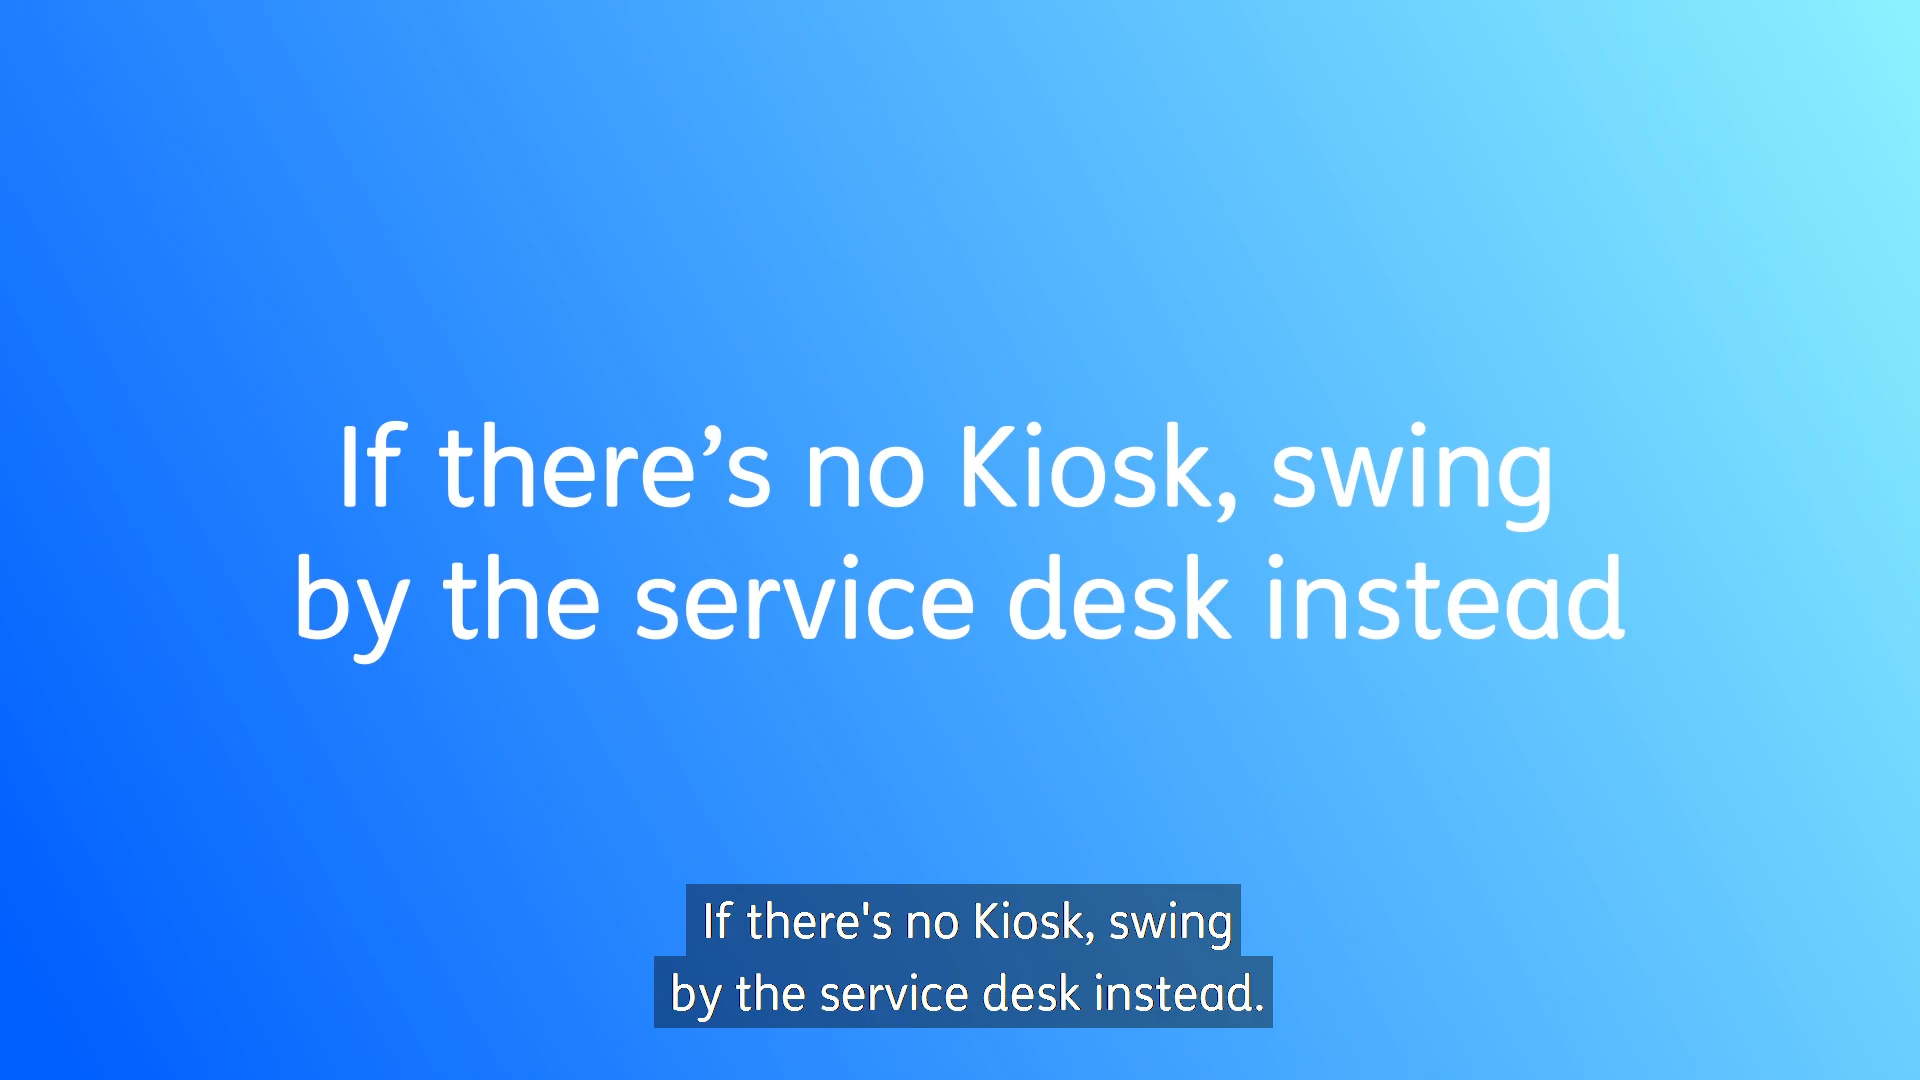 If there’s no Kiosk, swing
by the service desk instead
If there's no Kiosk, swing
by the service desk instead.